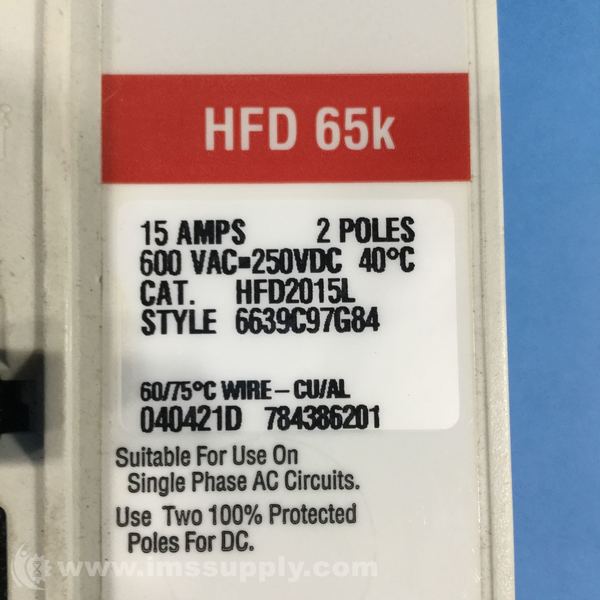 HFD 65k
15 AMPS 2 POLES
600 VAC=250VDC 40°C
CAT. HFD2015L
STYLE 6639C97G84
60/75°C WIRE – CU/AL
040421D 784386201
Suitable For Use On
Single Phase AC Circuits.
Use Two 100% Protected
Poles For DC.
www.imssupply.com